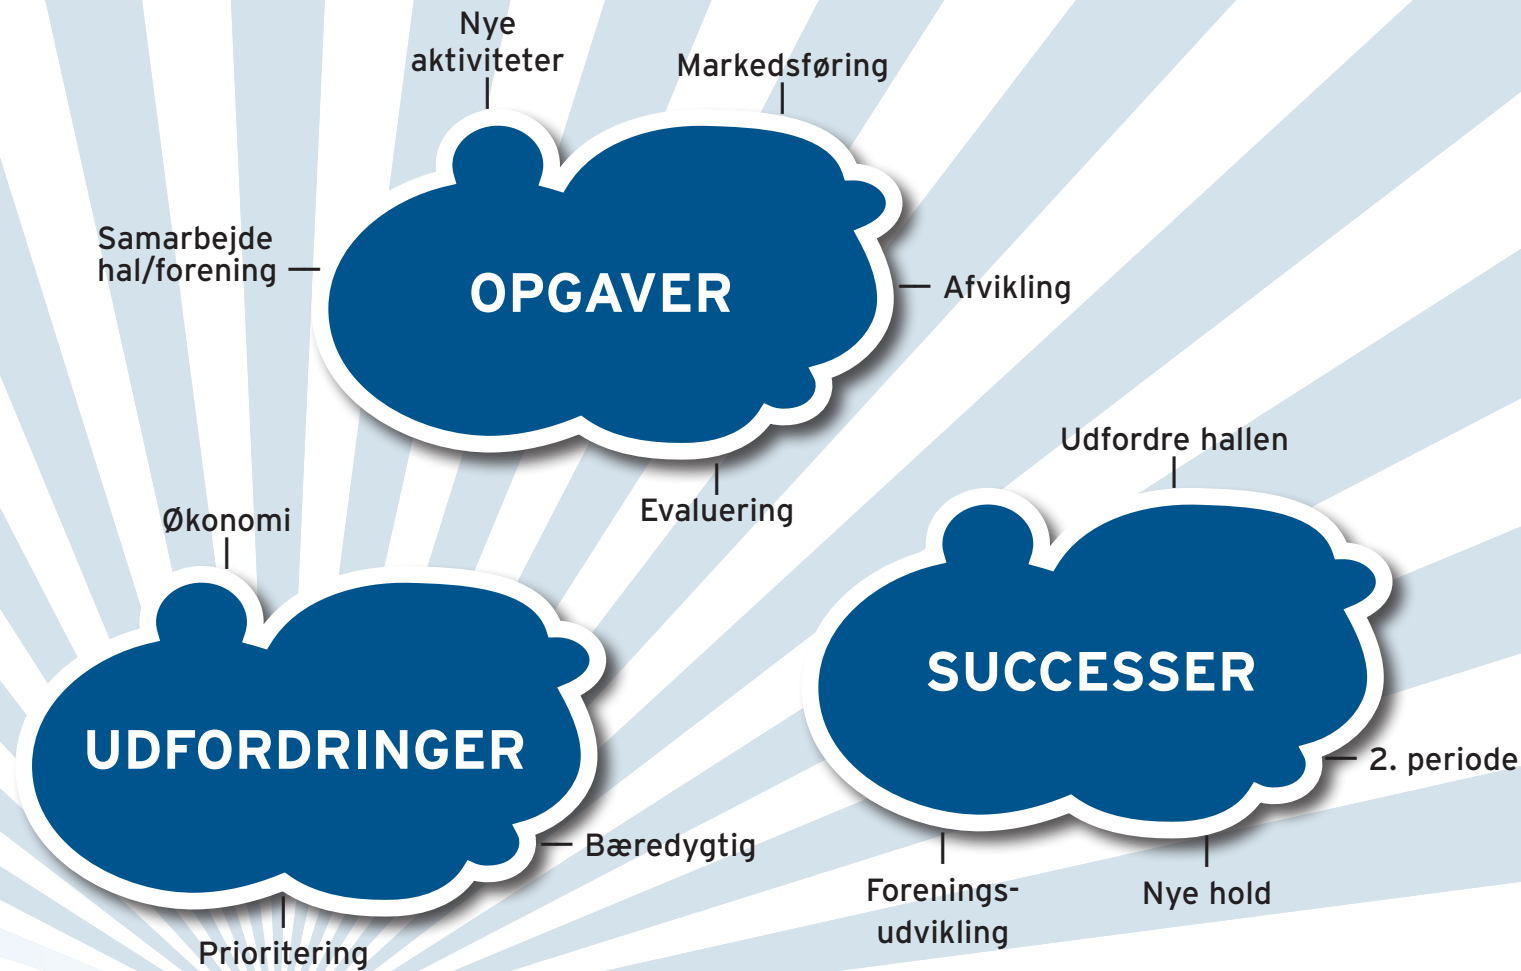 Nye
aktiviteter
Markedsføring
Samarbejde
hal/forening
OPGAVER
Afvikling
Evaluering
Udfordre hallen
Økonomi
SUCCESSER
UDFORDRINGER
2. periode
Bæredygtig
Forenings-
udvikling
Nye hold
Prioritering